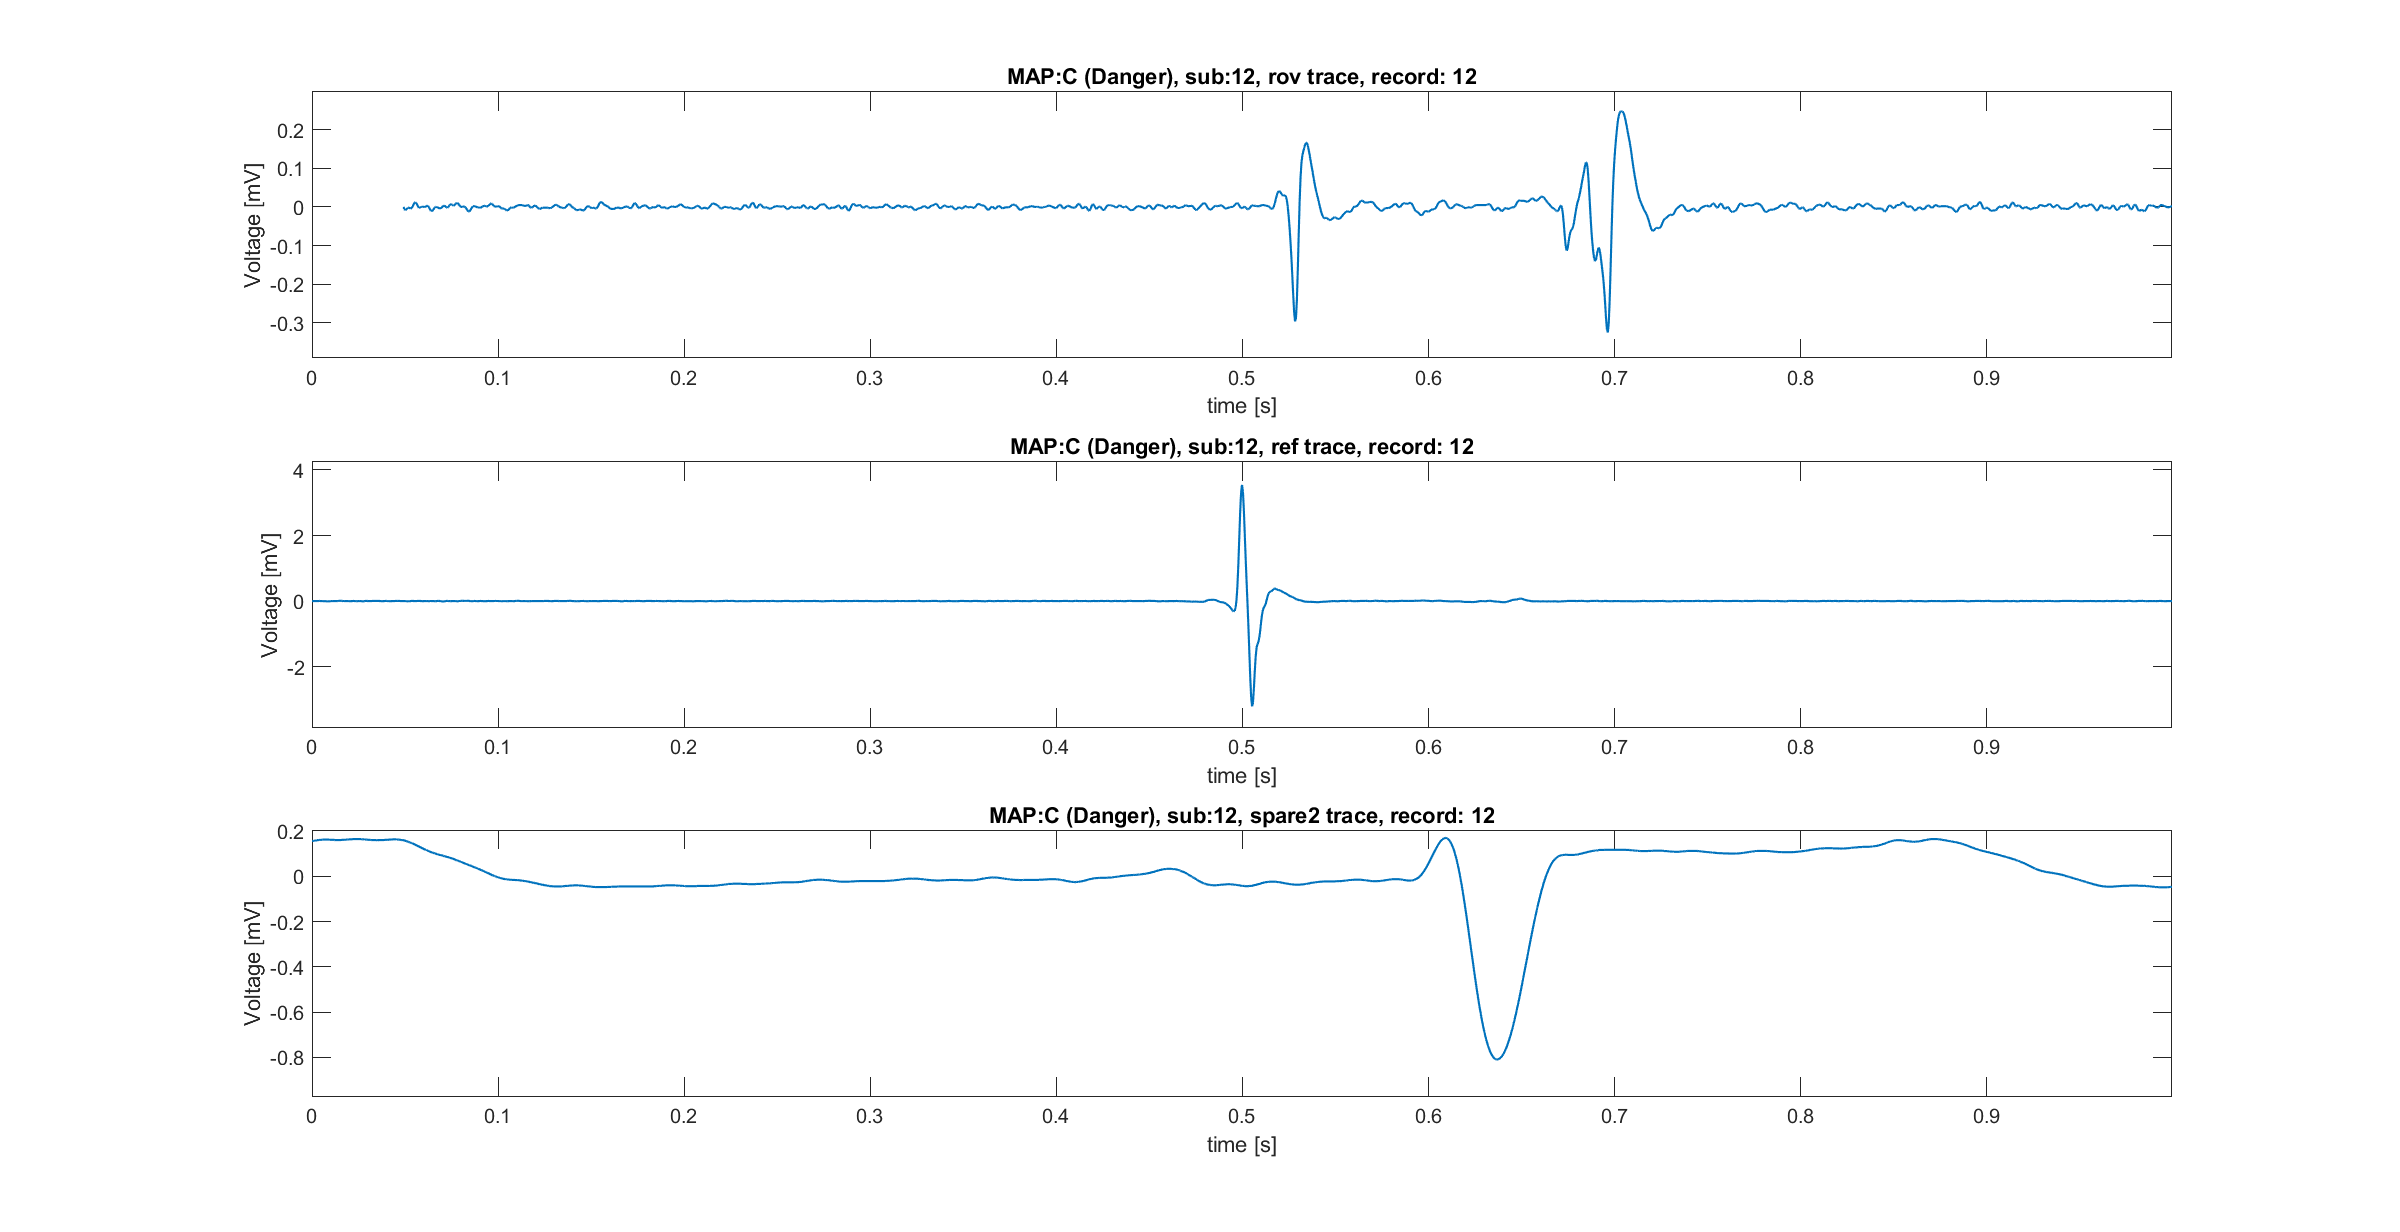 MAP:C (Danger), sub:12, rov trace, record: 12
0.2
0.1
0
-0.1
-0.2
-0.3
Voltage [mV]
0 0.1 0.2 0.3 0.4 0.5 0.6 0.7 0.8 0.9
time [s]
MAP:C (Danger), sub:12, ref trace, record: 12
4
2
0
-2
Voltage [mV]
0 0.1 0.2 0.3 0.4 0.5 0.6 0.7 0.8 0.9
time [s]
MAP:C (Danger), sub:12, spare2 trace, record: 12
0.2
0
-0.2
-0.4
-0.6
-0.8
Voltage [mV]
0 0.1 0.2 0.3 0.4 0.5 0.6 0.7 0.8 0.9
time [s]